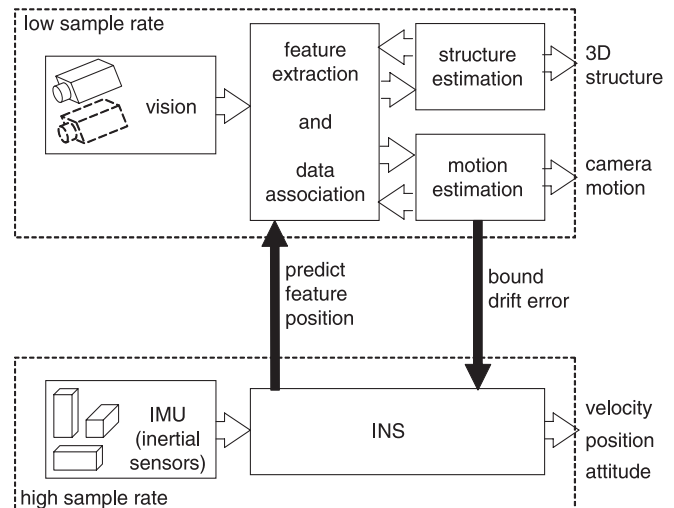 low sample rate
vision
feature
extraction
and
data
association
structure
estimation
3D
structure
motion
estimation
camera
motion
predict
feature
position
bound
drift error
IMU
(inertial
sensors)
INS
velocity
position
attitude
high sample rate